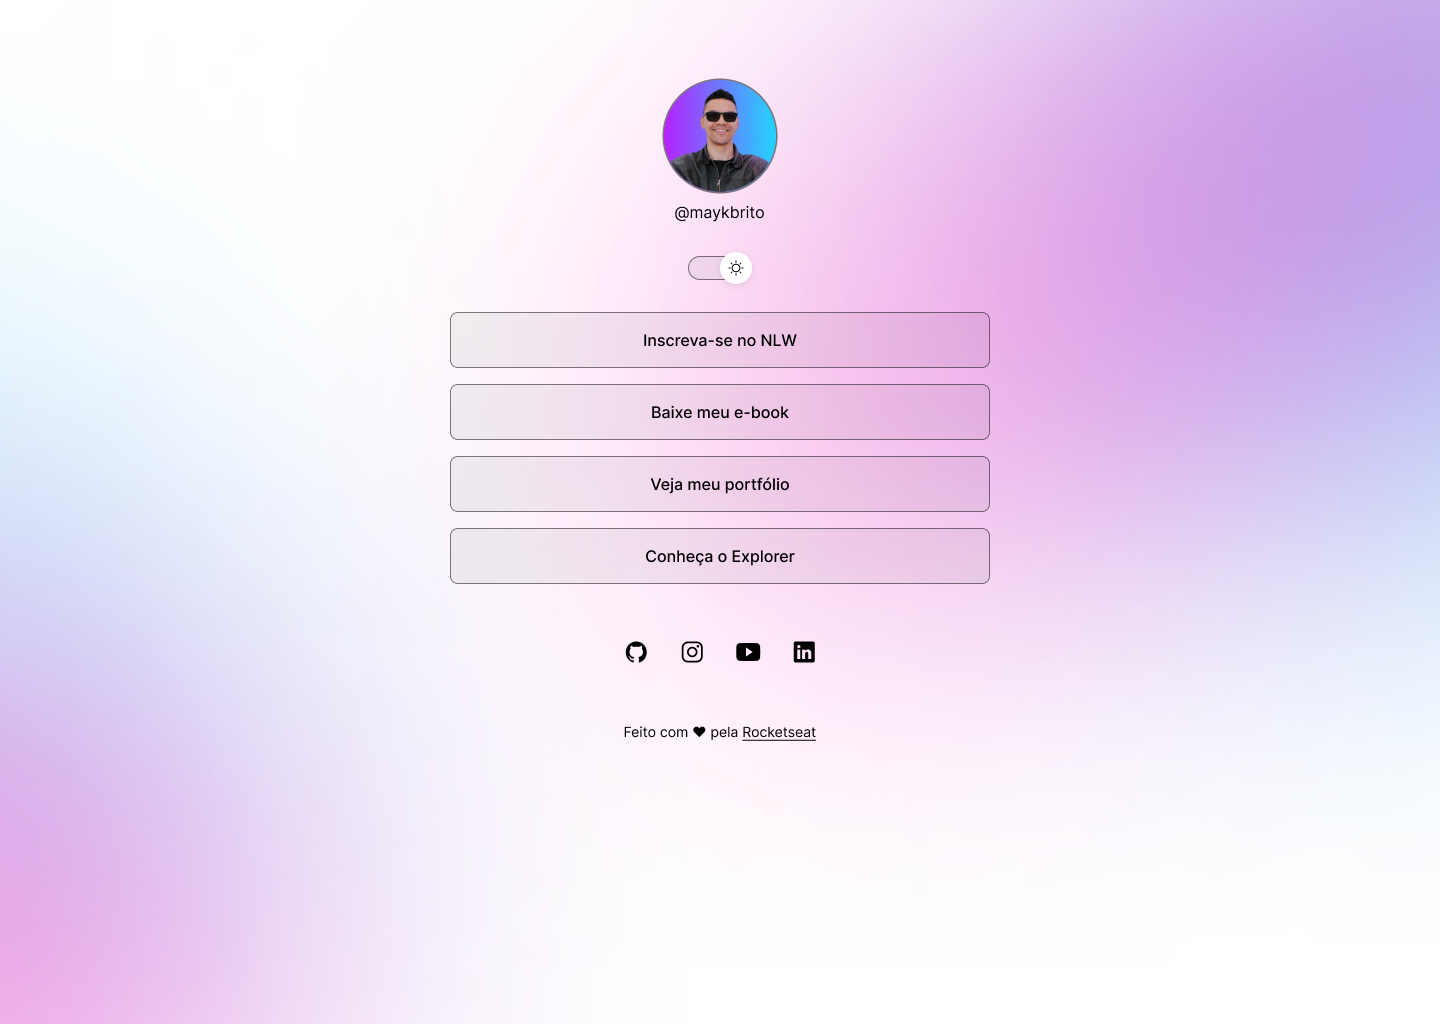 @maykbrito
Inscreva-se no NLW
Baixe meu e-book
Veja meu portfólio
Conheça o Explorer
Feito com ♥ pela Rocketseat